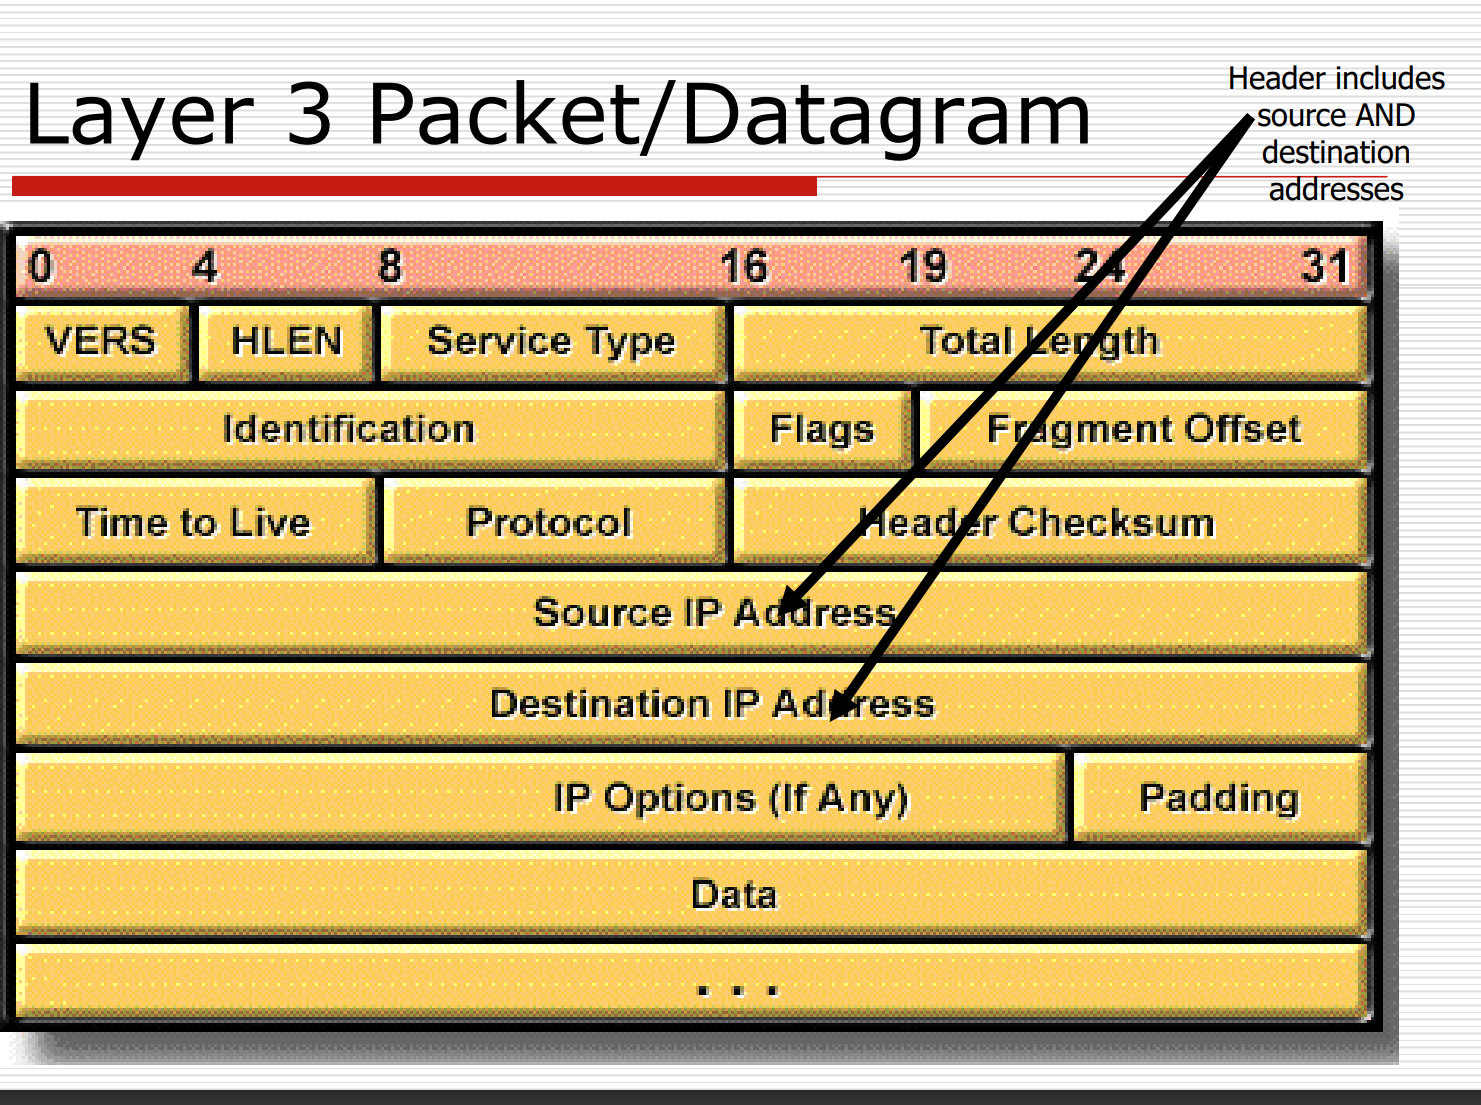 Layer 3 Packet/Datagram
Header includes
source AND
destination
addresses
0 4 8 16 19 24 31
VERS HLEN Service Type Total Length
Identification Flags Fragment Offset
Time to Live Protocol Header Checksum
Source IP Address
Destination IP Address
IP Options (If Any) Padding
Data
. . .